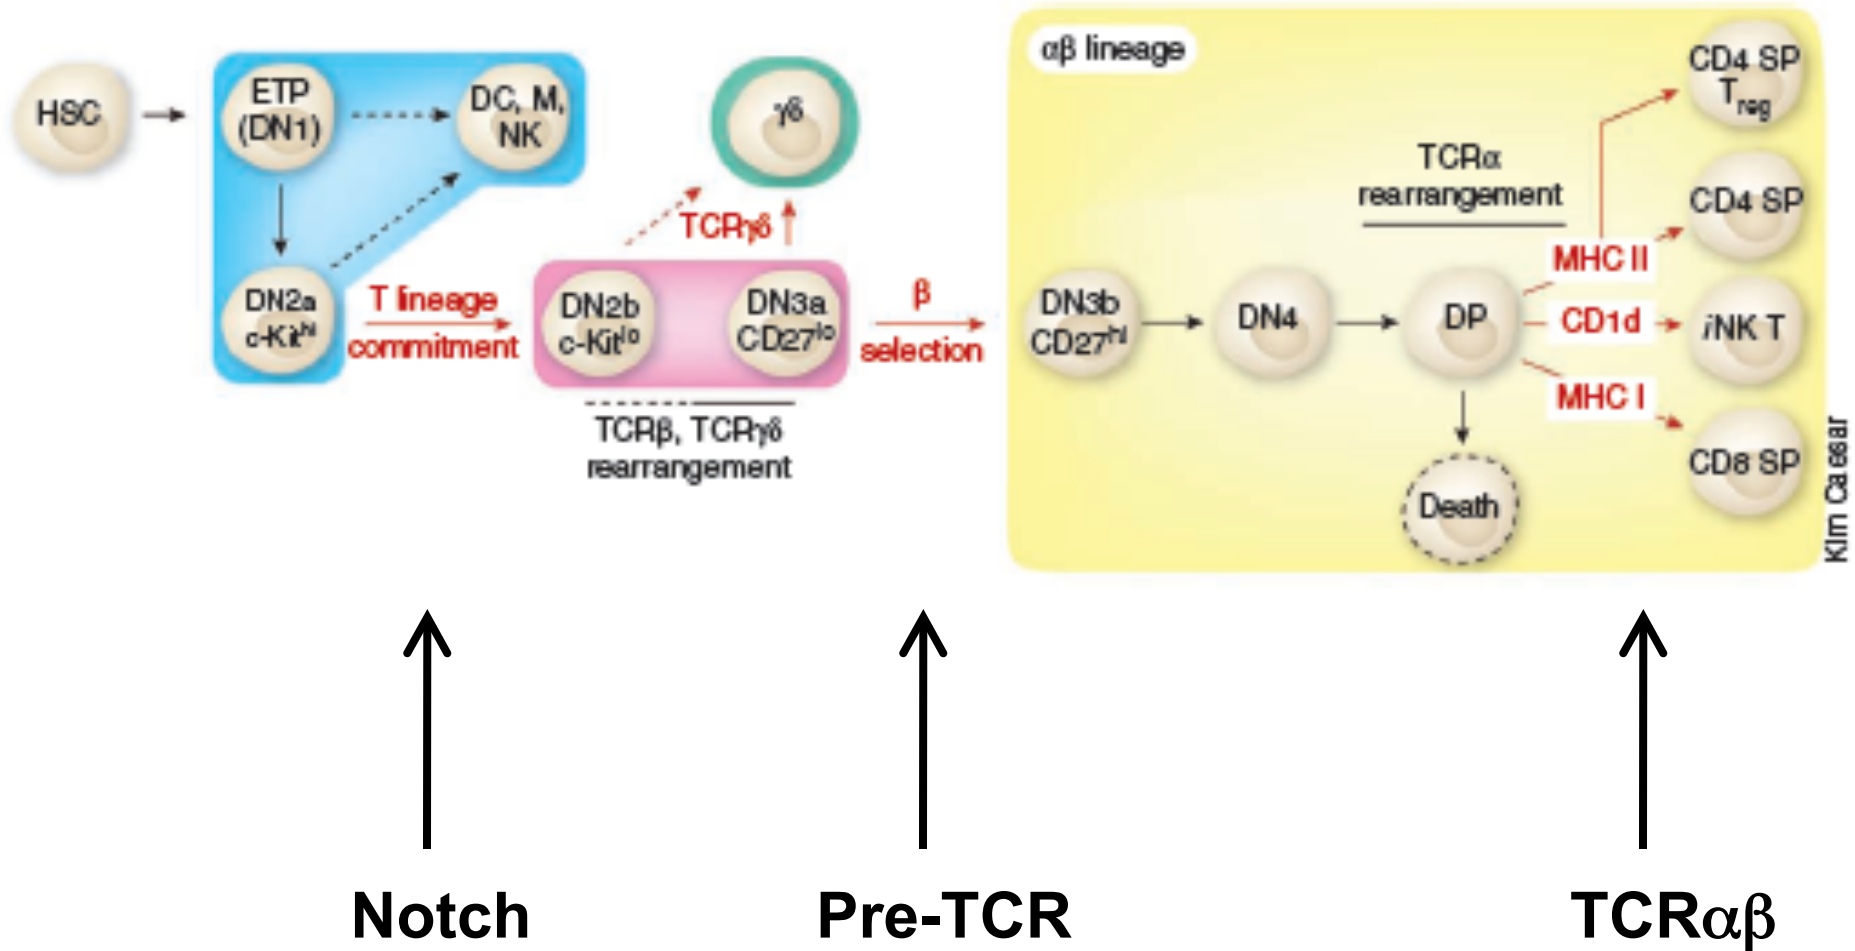 HSC
ETP
(DN1)
DC, M,
NK
DN2a
c-Kitʰⁱ
T lineage
commitment
γδ
TCRγδ
DN2b
c-Kitˡᵒ
DN3a
CD27ˡᵒ
TCRβ, TCRγδ
rearrangement
β
selection
αβ lineage
DN3b
CD27ʰⁱ
DN4
DP
Death
TCRα
rearrangement
MHC II
CD1d
MHC I
CD4 SP
Treg
CD4 SP
iNK T
CD8 SP
Kim Caesar
Notch
Pre-TCR
TCRαβ